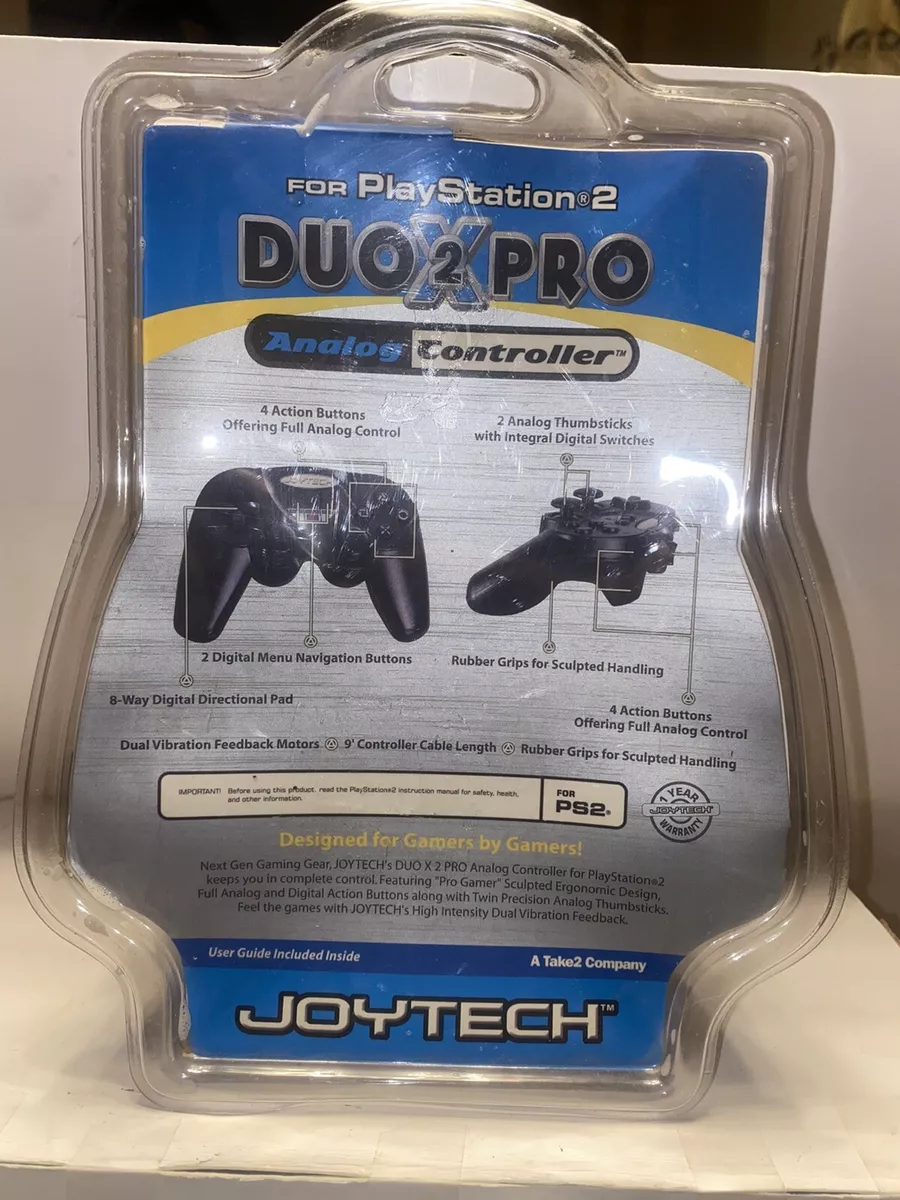 FOR PlayStation®2
DUO X 2 PRO
Analog Controller™
4 Action Buttons
Offering Full Analog Control
2 Analog Thumbsticks
with Integral Digital Switches
JOYTECH
2 Digital Menu Navigation Buttons
Rubber Grips for Sculpted Handling
8-Way Digital Directional Pad
4 Action Buttons
Offering Full Analog Control
Dual Vibration Feedback Motors 9' Controller Cable Length Rubber Grips for Sculpted Handling
IMPORTANT! Before using this product, read the PlayStation®2 instruction manual for safety, health,
and other information.
FOR
PS2®
1 YEAR
JOYTECH
WARRANTY
Designed for Gamers by Gamers!
Next Gen Gaming Gear, JOYTECH's DUO X 2 PRO Analog Controller for PlayStation®2
keeps you in complete control. Featuring "Pro Gamer" Sculpted Ergonomic Design,
Full Analog and Digital Action Buttons along with Twin Precision Analog Thumbsticks.
Feel the games with JOYTECH's High Intensity Dual Vibration Feedback.
User Guide Included Inside
A Take2 Company
JOYTECH™